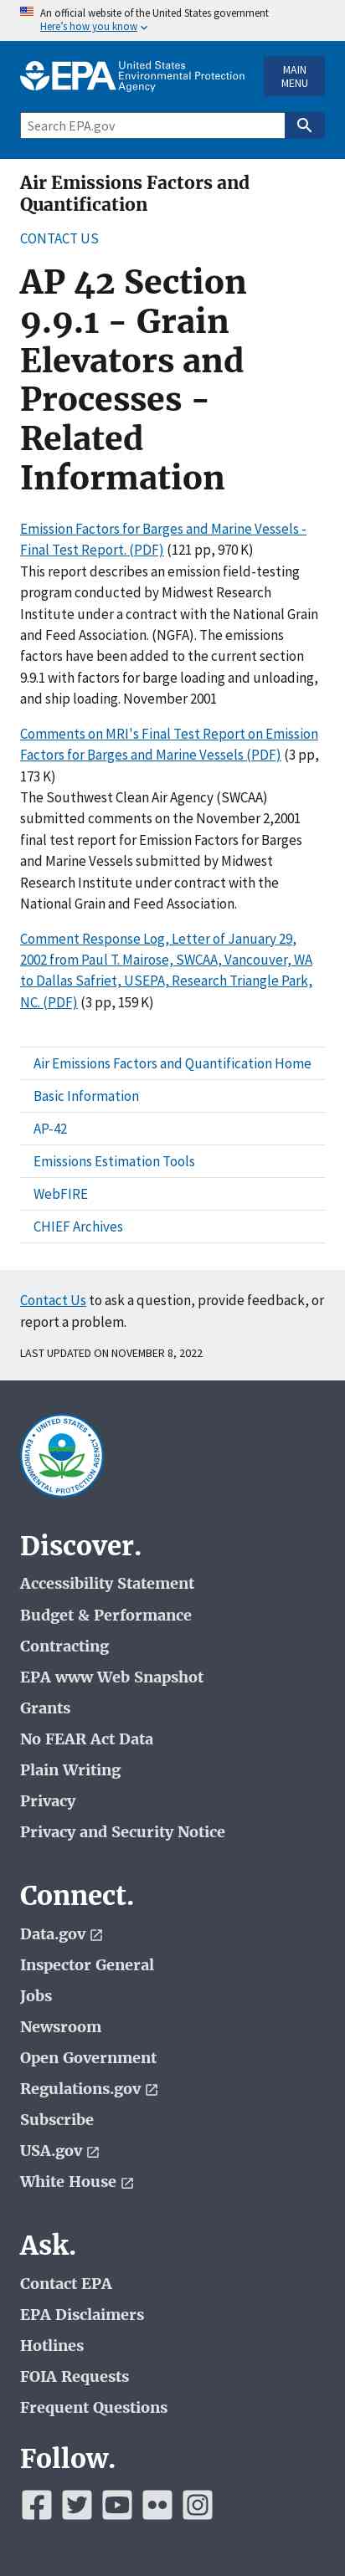 An official website of the United States government
Here's how you know
EPA United States
Environmental Protection
Agency
MAIN
MENU
Search EPA.gov
Air Emissions Factors and
Quantification
CONTACT US
AP 42 Section
9.9.1 - Grain
Elevators and
Processes -
Related
Information
Emission Factors for Barges and Marine Vessels -
Final Test Report. (PDF) (121 pp, 970 K)
This report describes an emission field-testing
program conducted by Midwest Research
Institute under a contract with the National Grain
and Feed Association. (NGFA). The emissions
factors have been added to the current section
9.9.1 with factors for barge loading and unloading,
and ship loading. November 2001
Comments on MRI's Final Test Report on Emission
Factors for Barges and Marine Vessels (PDF) (3 pp,
173 K)
The Southwest Clean Air Agency (SWCAA)
submitted comments on the November 2,2001
final test report for Emission Factors for Barges
and Marine Vessels submitted by Midwest
Research Institute under contract with the
National Grain and Feed Association.
Comment Response Log, Letter of January 29,
2002 from Paul T. Mairose, SWCAA, Vancouver, WA
to Dallas Safriet, USEPA, Research Triangle Park,
NC. (PDF) (3 pp, 159 K)
Air Emissions Factors and Quantification Home
Basic Information
AP-42
Emissions Estimation Tools
WebFIRE
CHIEF Archives
Contact Us to ask a question, provide feedback, or
report a problem.
LAST UPDATED ON NOVEMBER 8, 2022
UNITED STATES
ENVIRONMENTAL PROTECTION AGENCY
Discover.
Accessibility Statement
Budget & Performance
Contracting
EPA www Web Snapshot
Grants
No FEAR Act Data
Plain Writing
Privacy
Privacy and Security Notice
Connect.
Data.gov
Inspector General
Jobs
Newsroom
Open Government
Regulations.gov
Subscribe
USA.gov
White House
Ask.
Contact EPA
EPA Disclaimers
Hotlines
FOIA Requests
Frequent Questions
Follow.